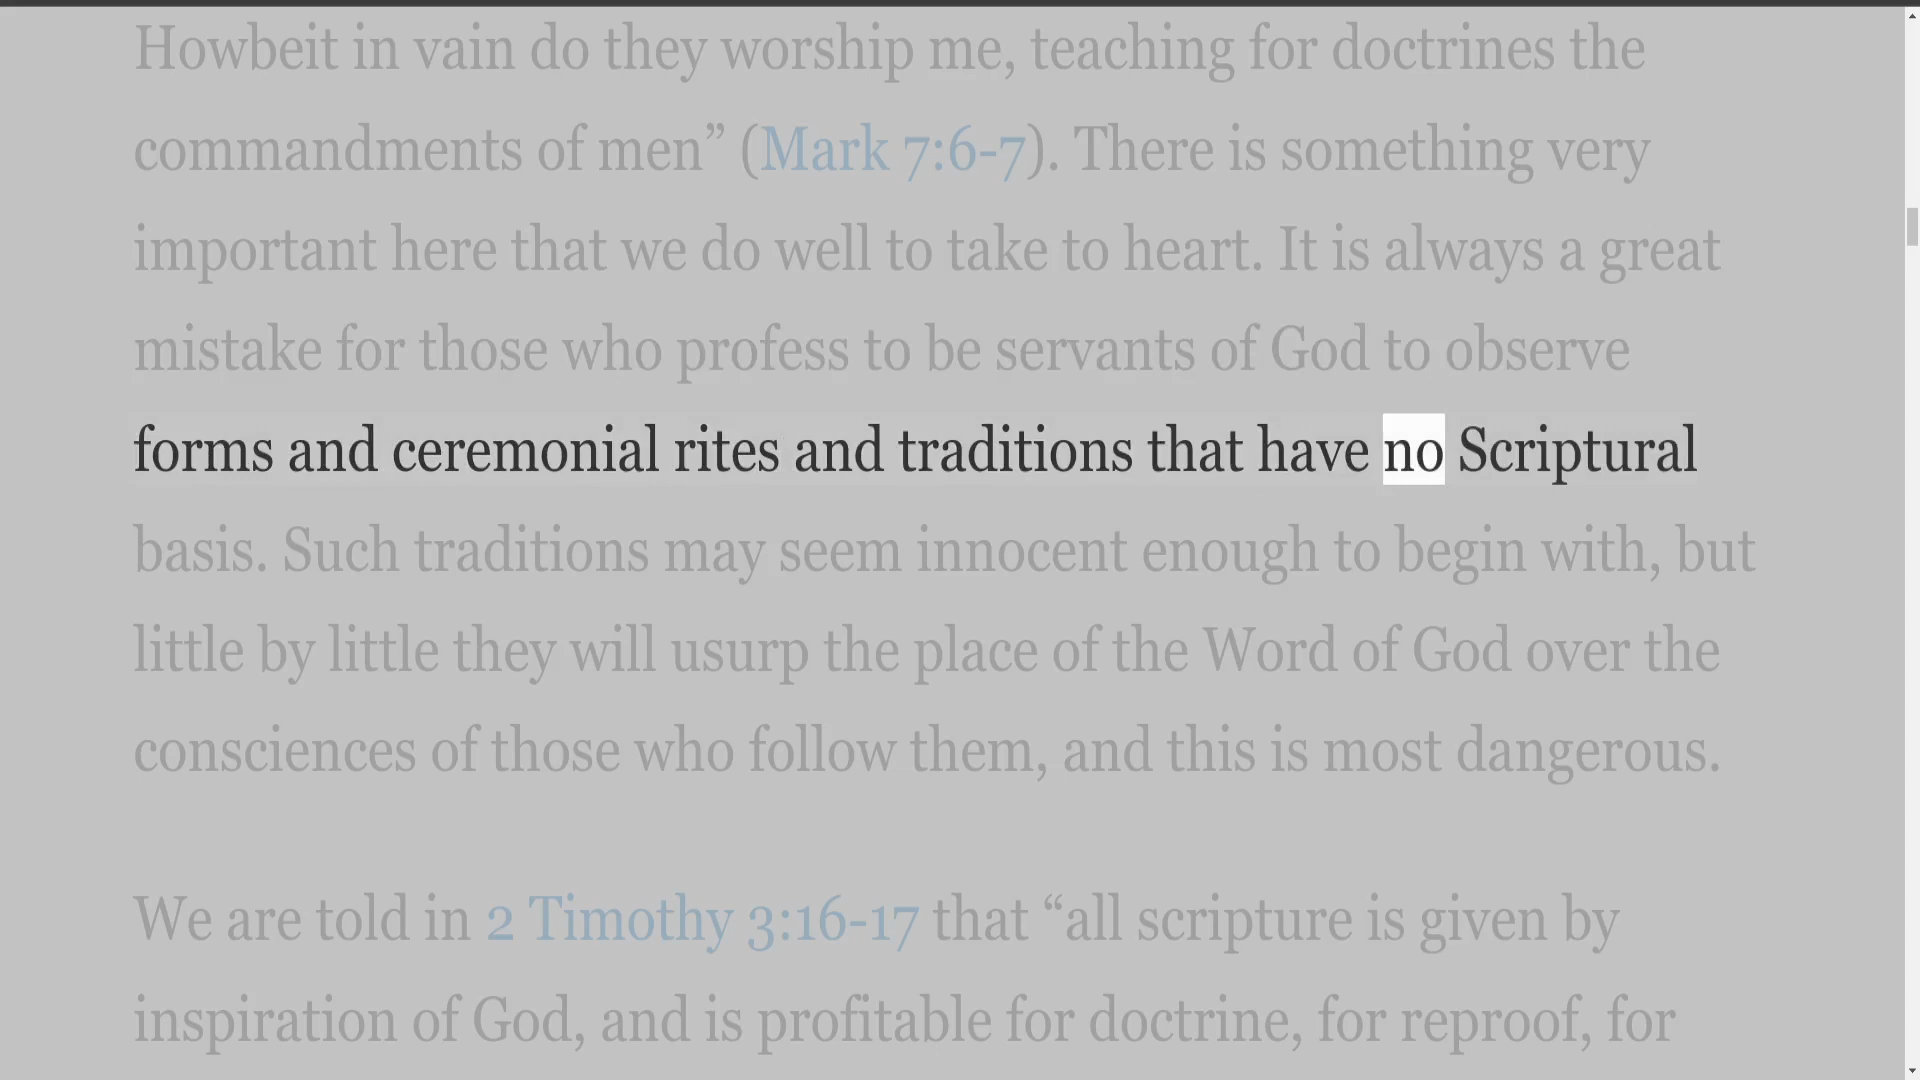 Howbeit in vain do they worship me, teaching for doctrines the
commandments of men” (Mark 7:6-7). There is something very
important here that we do well to take to heart. It is always a great
mistake for those who profess to be servants of God to observe
forms and ceremonial rites and traditions that have no Scriptural
basis. Such traditions may seem innocent enough to begin with, but
little by little they will usurp the place of the Word of God over the
consciences of those who follow them, and this is most dangerous.
We are told in 2 Timothy 3:16-17 that “all scripture is given by
inspiration of God, and is profitable for doctrine, for reproof, for